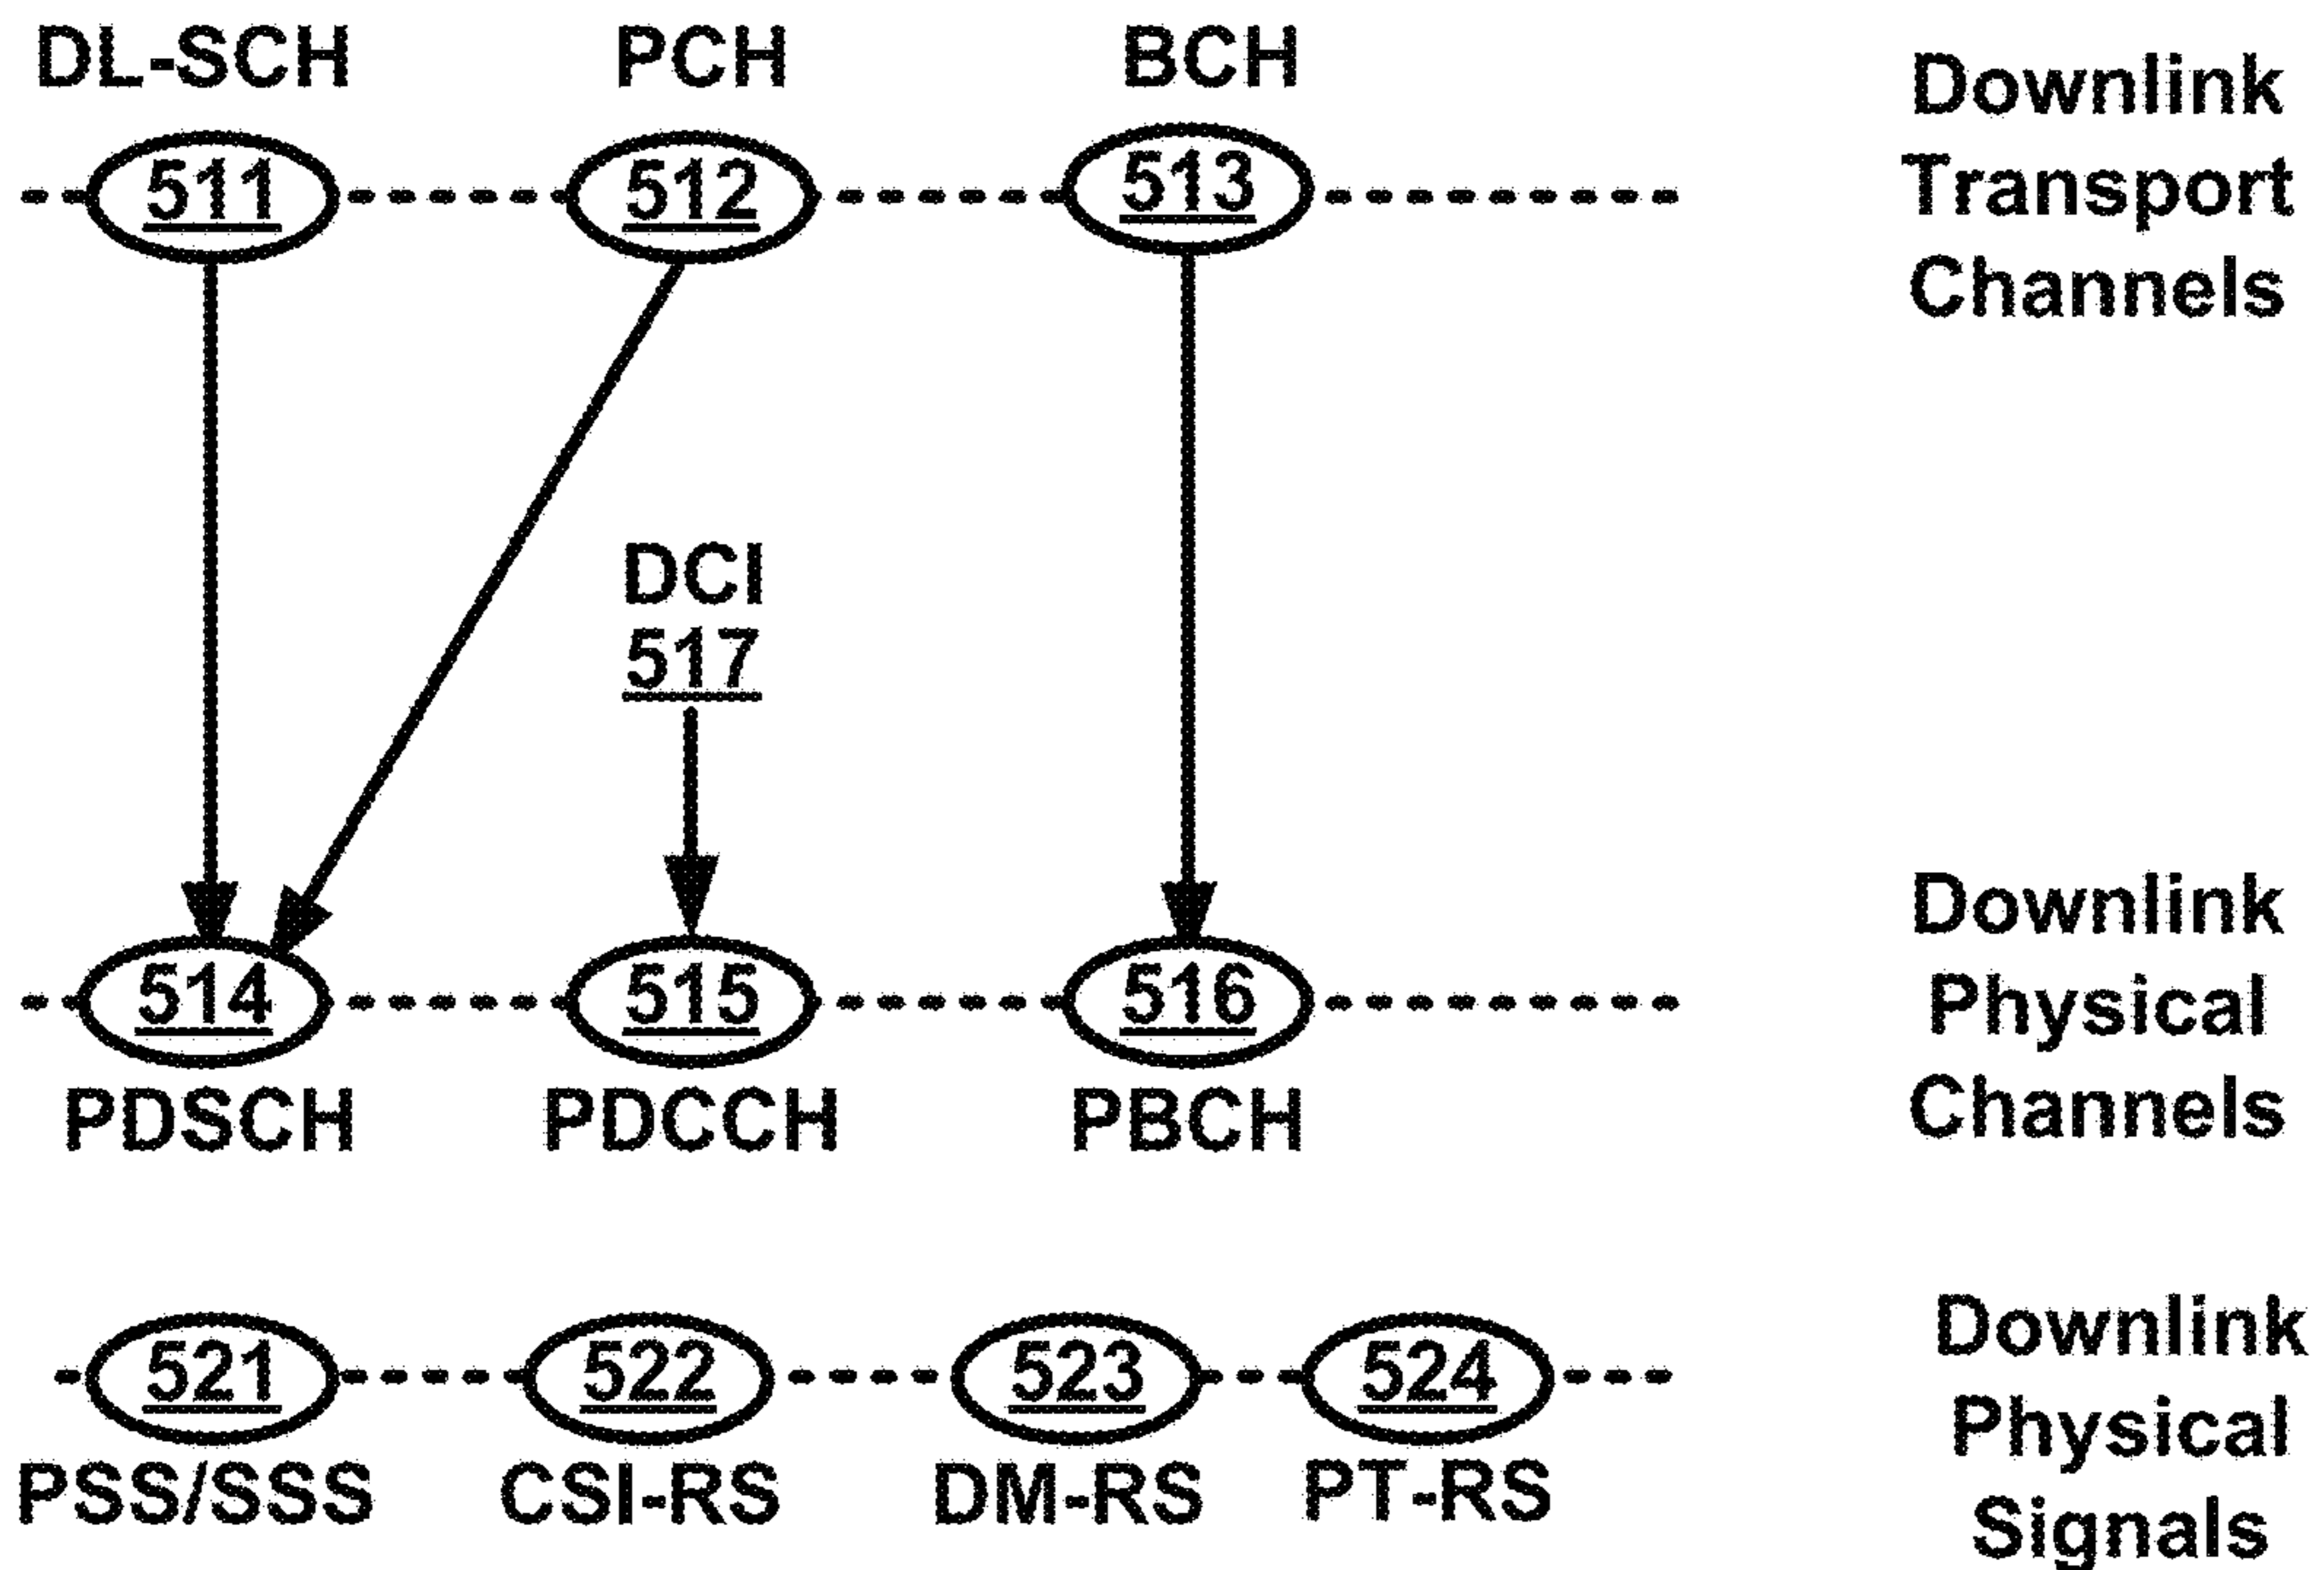 DL-SCH
PCH
BCH
511
512
513
Downlink
Transport
Channels
DCI
517
514
515
516
PDSCH
PDCCH
PBCH
Downlink
Physical
Channels
521
522
523
524
PSS/SSS
CSI-RS
DM-RS
PT-RS
Downlink
Physical
Signals